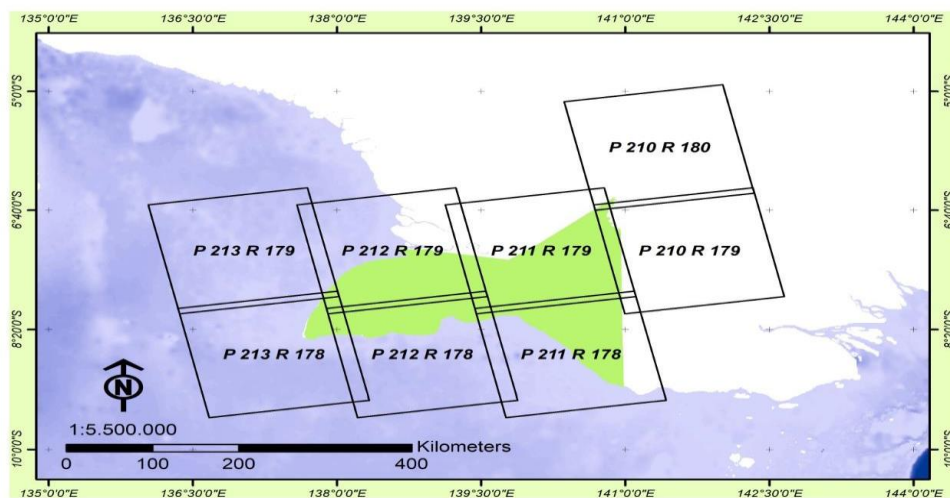 135°0'0"E 136°30'0"E 138°0'0"E 139°30'0"E 141°0'0"E 142°30'0"E 144°0'0"E
5°0'0"S 5°0'0"S
P 210 R 180
6°40'0"S 6°40'0"S
P 213 R 179 P 212 R 179 P 211 R 179 P 210 R 179
8°20'0"S 8°20'0"S
P 213 R 178 P 212 R 178 P 211 R 178
N
1:5.500.000
Kilometers
0 100 200 400
10°0'0"S 10°0'0"S
135°0'0"E 136°30'0"E 138°0'0"E 139°30'0"E 141°0'0"E 142°30'0"E 144°0'0"E